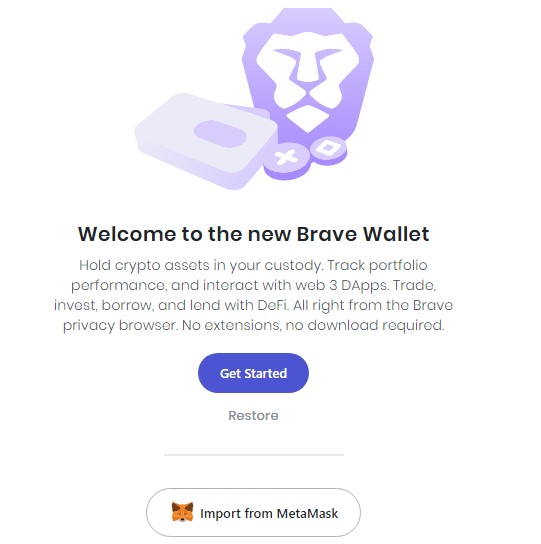 Welcome to the new Brave Wallet
Hold crypto assets in your custody. Track portfolio
performance, and interact with web 3 DApps. Trade,
invest, borrow, and lend with DeFi. All right from the Brave
privacy browser. No extensions, no download required.
Get Started
Restore
Import from MetaMask